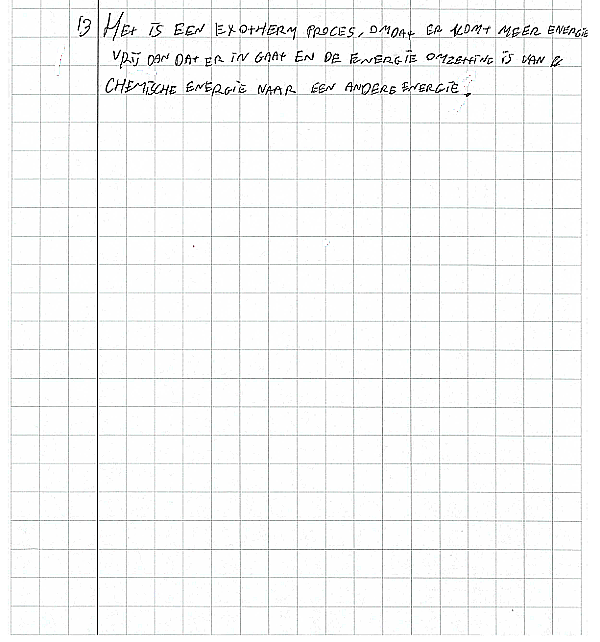 13 HET IS EEN EXOTHERM PROCES, OMDAT ER KOMT MEER ENERGIE
VRIJ DAN DAT ER IN GAAT EN DE ENERGIE OMZETTING IS VAN
CHEMISCHE ENERGIE NAAR EEN ANDERE ENERGIE.